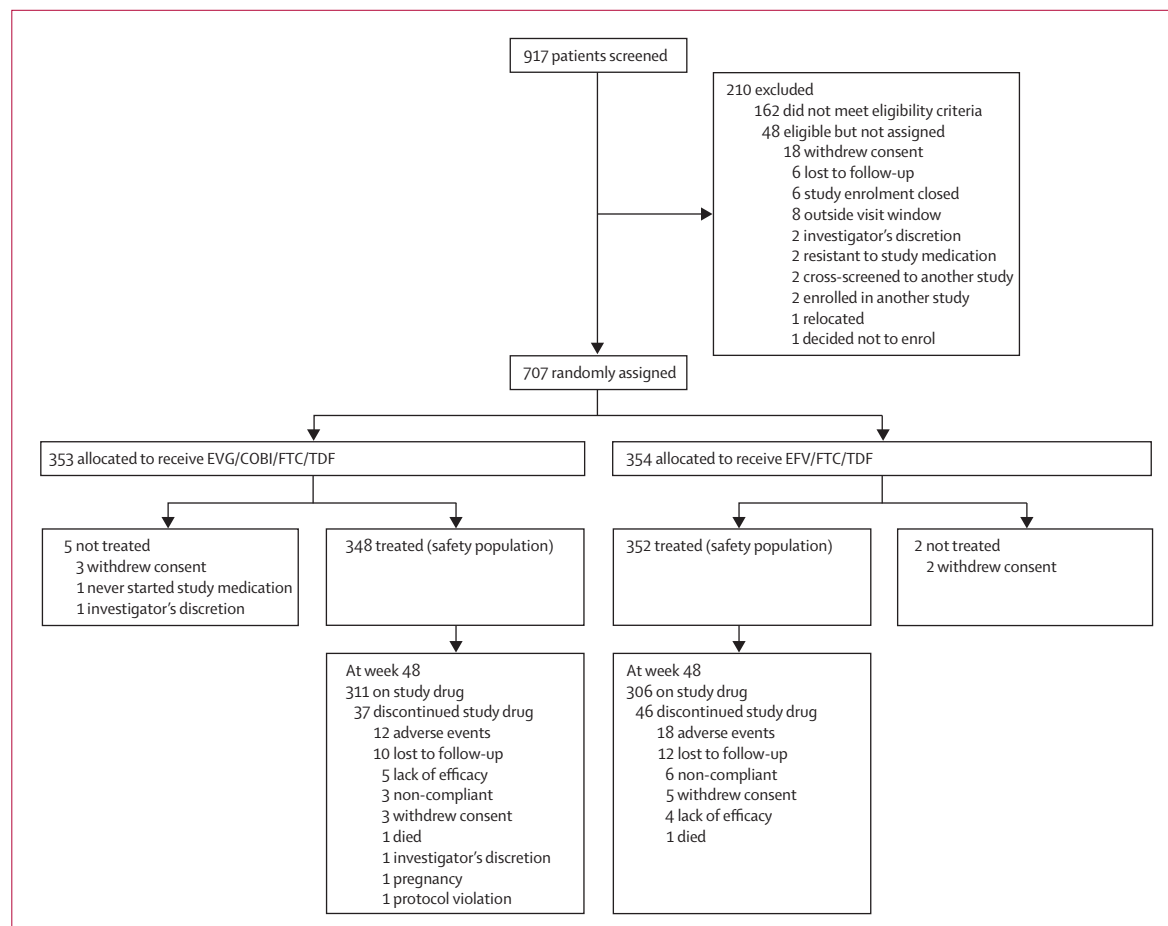 917 patients screened
210 excluded
162 did not meet eligibility criteria
48 eligible but not assigned
18 withdrew consent
6 lost to follow-up
6 study enrolment closed
8 outside visit window
2 investigator's discretion
2 resistant to study medication
2 cross-screened to another study
2 enrolled in another study
1 relocated
1 decided not to enrol
707 randomly assigned
353 allocated to receive EVG/COBI/FTC/TDF
354 allocated to receive EFV/FTC/TDF
5 not treated
3 withdrew consent
1 never started study medication
1 investigator's discretion
348 treated (safety population)
352 treated (safety population)
2 not treated
2 withdrew consent
At week 48
311 on study drug
37 discontinued study drug
12 adverse events
10 lost to follow-up
5 lack of efficacy
3 non-compliant
3 withdrew consent
1 died
1 investigator's discretion
1 pregnancy
1 protocol violation
At week 48
306 on study drug
46 discontinued study drug
18 adverse events
12 lost to follow-up
6 non-compliant
5 withdrew consent
4 lack of efficacy
1 died